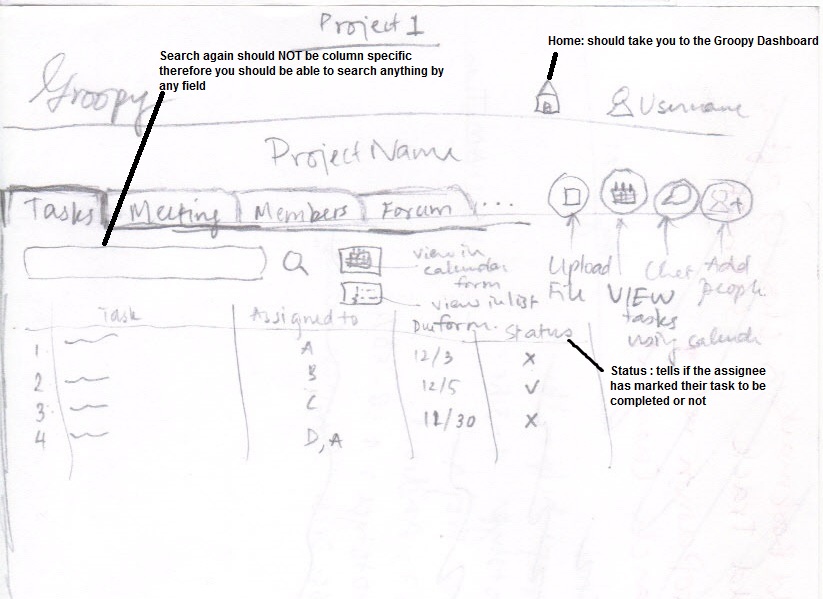 Project 1
Search again should NOT be column specific
therefore you should be able to search anything by
any field
Home: should take you to the Groopy Dashboard
Groopy
Username
Project Name
Tasks
Meeting
Members
Forum
...
view in
calendar
form
view in list
form.
Upload
File
VIEW
tasks
using calendr
Chat
Add
people
Task
Assigned to
Due
Status
1.
A
12/3
X
2
B
12/5
✓
3.
C
11/30
X
4
D, A
Status : tells if the assignee
has marked their task to be
completed or not